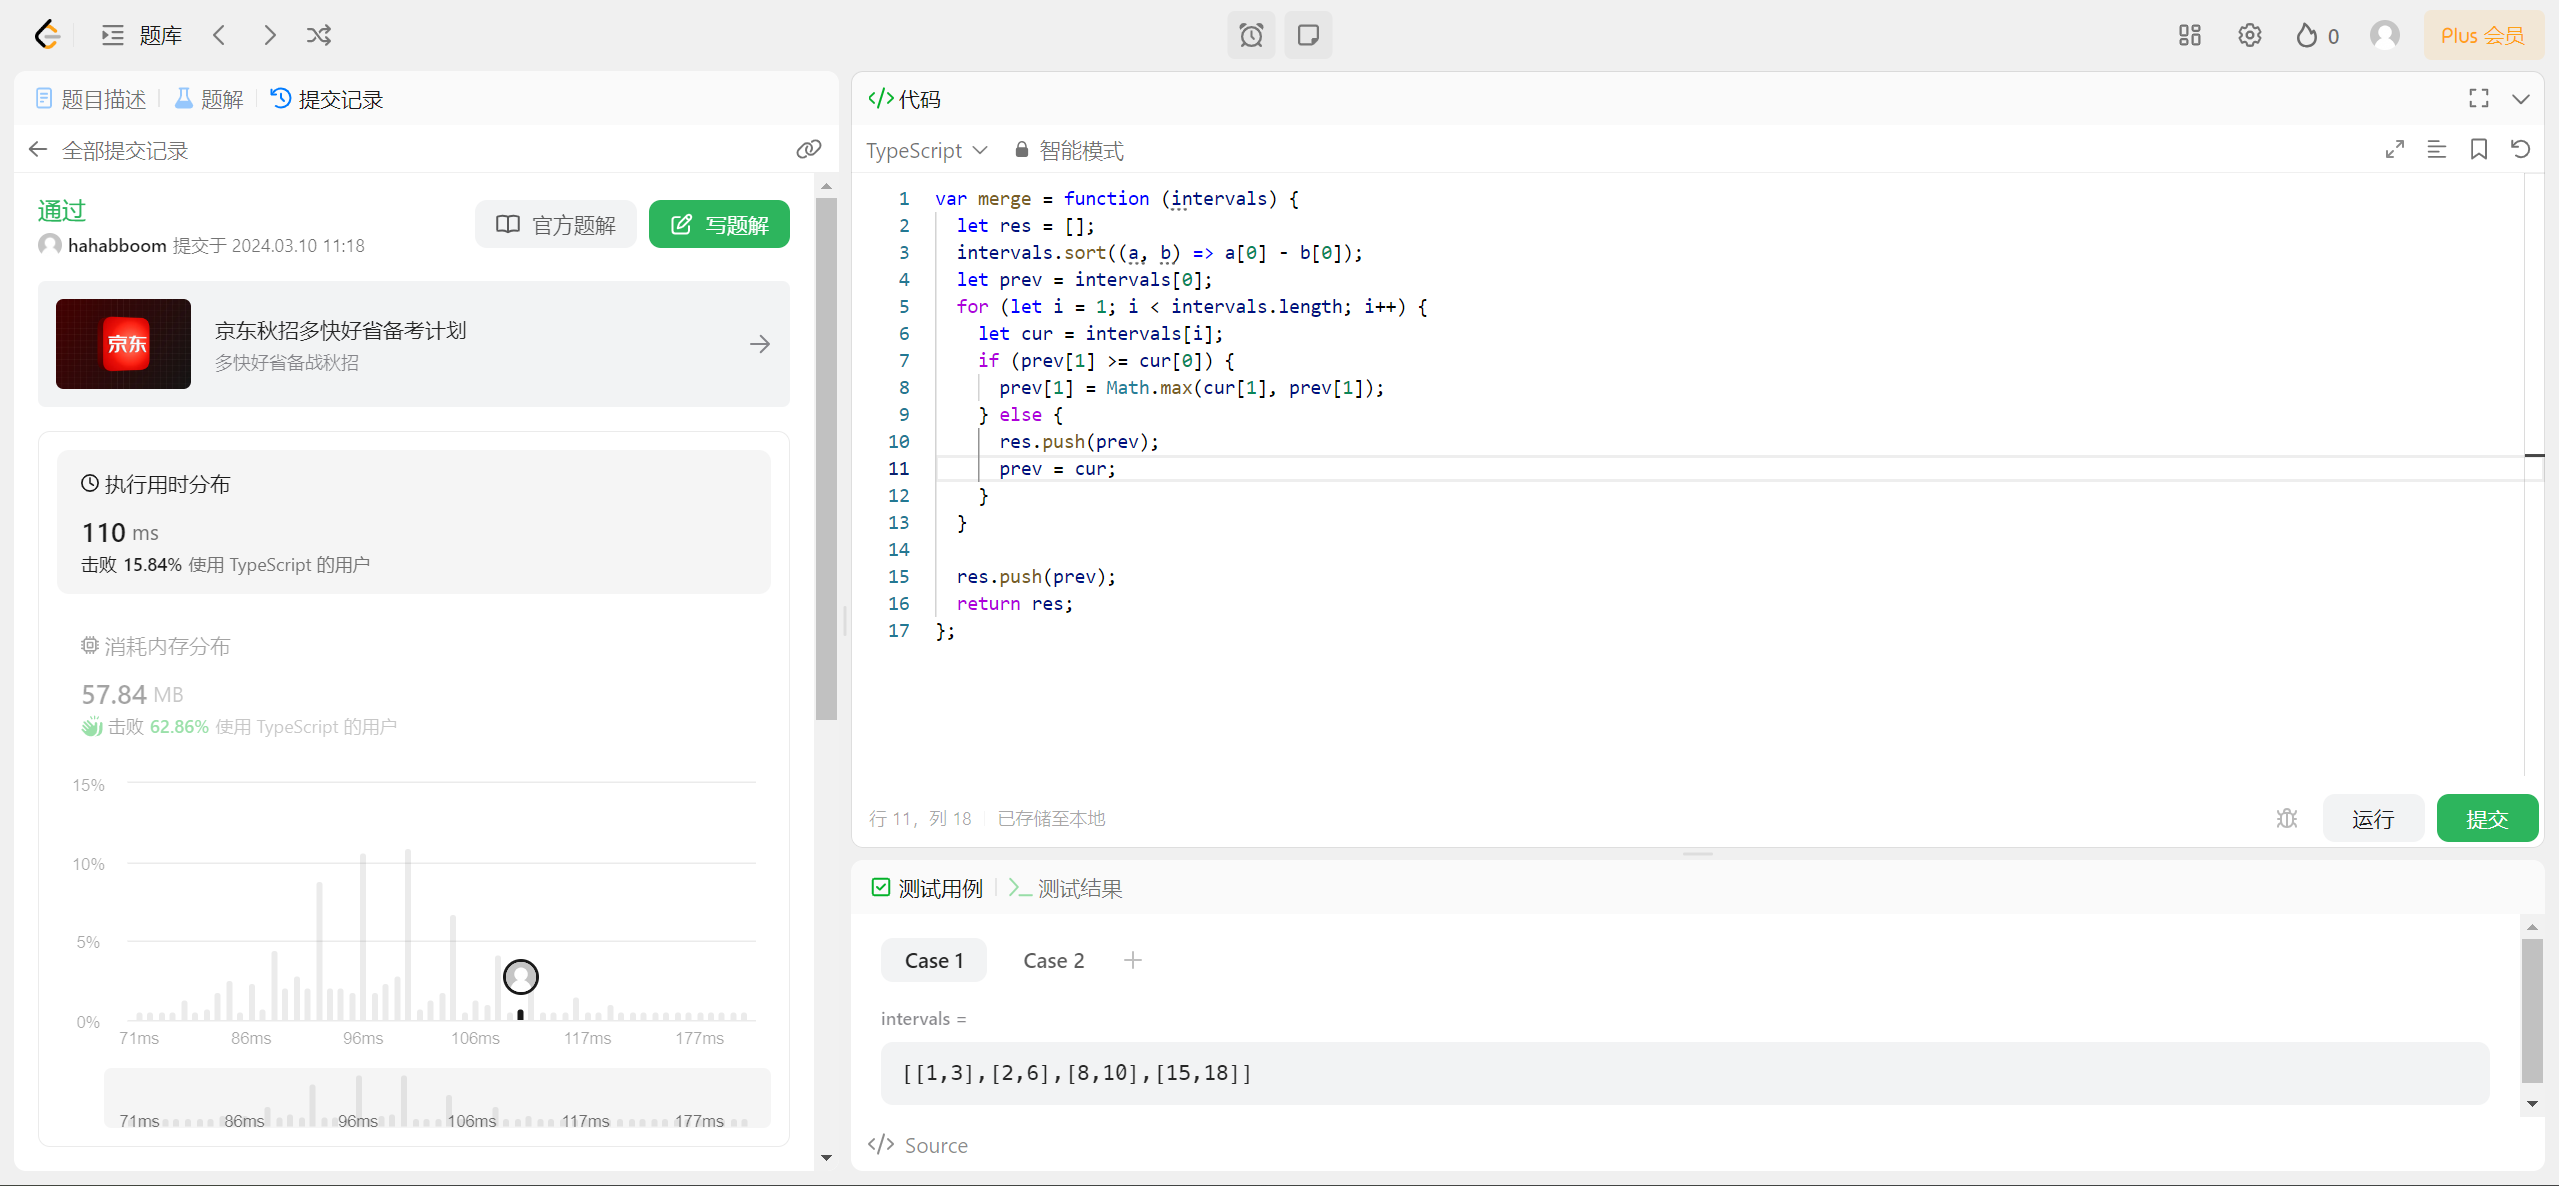 题库
0
Plus 会员
题目描述
题解
提交记录
全部提交记录
通过
hahabboom 提交于 2024.03.10 11:18
官方题解
写题解
京东
京东秋招多快好省备考计划
多快好省备战秋招
执行用时分布
110 ms
击败 15.84% 使用 TypeScript 的用户
消耗内存分布
57.84 MB
击败 62.86% 使用 TypeScript 的用户
15%
10%
5%
0%
71ms 86ms 96ms 106ms 117ms 177ms
71ms 86ms 96ms 106ms 117ms 177ms
</>代码
TypeScript
智能模式
1 var merge = function (intervals) {
2   let res = [];
3   intervals.sort((a, b) => a[0] - b[0]);
4   let prev = intervals[0];
5   for (let i = 1; i < intervals.length; i++) {
6     let cur = intervals[i];
7     if (prev[1] >= cur[0]) {
8       prev[1] = Math.max(cur[1], prev[1]);
9     } else {
10       res.push(prev);
11       prev = cur;
12     }
13   }
14
15   res.push(prev);
16   return res;
17 };
行 11，列 18
已存储至本地
运行
提交
测试用例
测试结果
Case 1
Case 2
intervals =
[[1,3],[2,6],[8,10],[15,18]]
</> Source